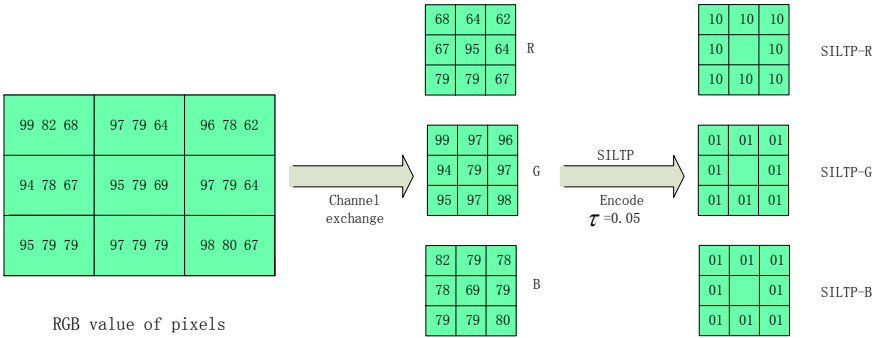 99 82 68 97 79 64 96 78 62
94 78 67 95 79 69 97 79 64
95 79 79 97 79 79 98 80 67
RGB value of pixels
Channel
exchange
68 64 62
67 95 64
79 79 67
R
99 97 96
94 79 97
95 97 98
G
82 79 78
78 69 79
79 79 80
B
SILTP
Encode
τ=0.05
10 10 10
10 10
10 10 10
SILTP-R
01 01 01
01 01
01 01 01
SILTP-G
01 01 01
01 01
01 01 01
SILTP-B